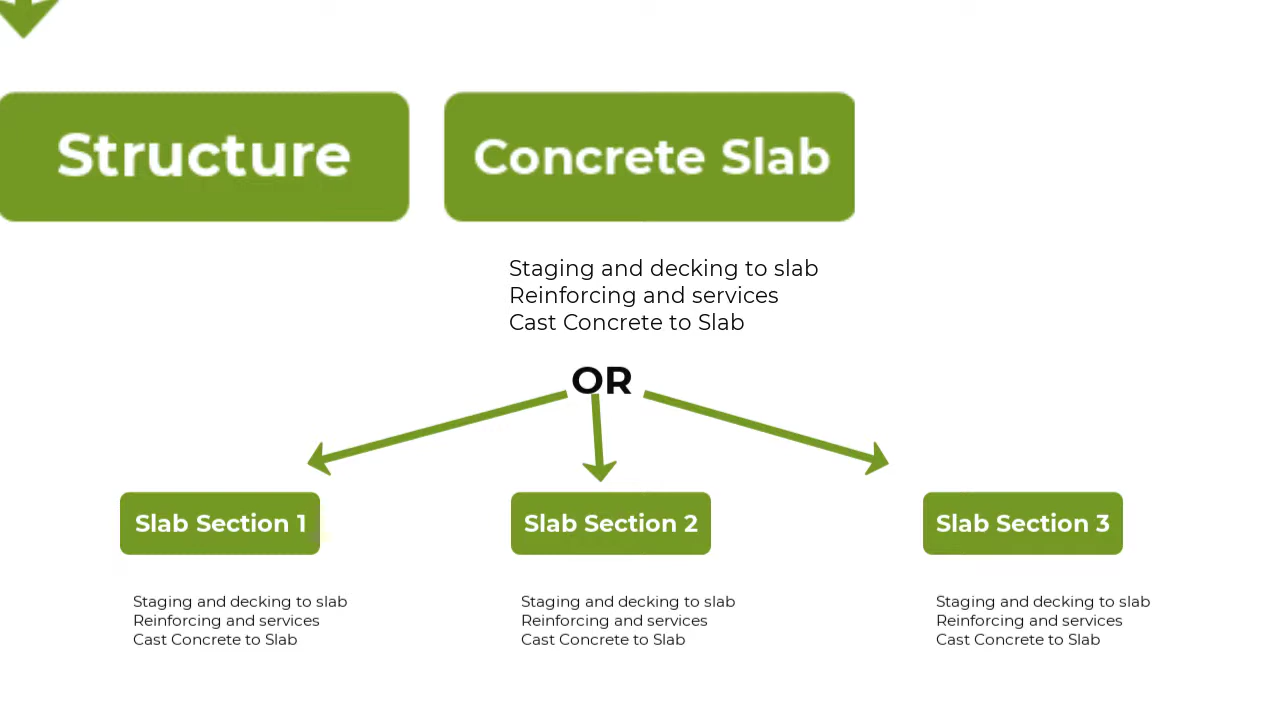 Structure
Concrete Slab
Staging and decking to slab
Reinforcing and services
Cast Concrete to Slab
OR
Slab Section 1
Staging and decking to slab
Reinforcing and services
Cast Concrete to Slab
Slab Section 2
Staging and decking to slab
Reinforcing and services
Cast Concrete to Slab
Slab Section 3
Staging and decking to slab
Reinforcing and services
Cast Concrete to Slab